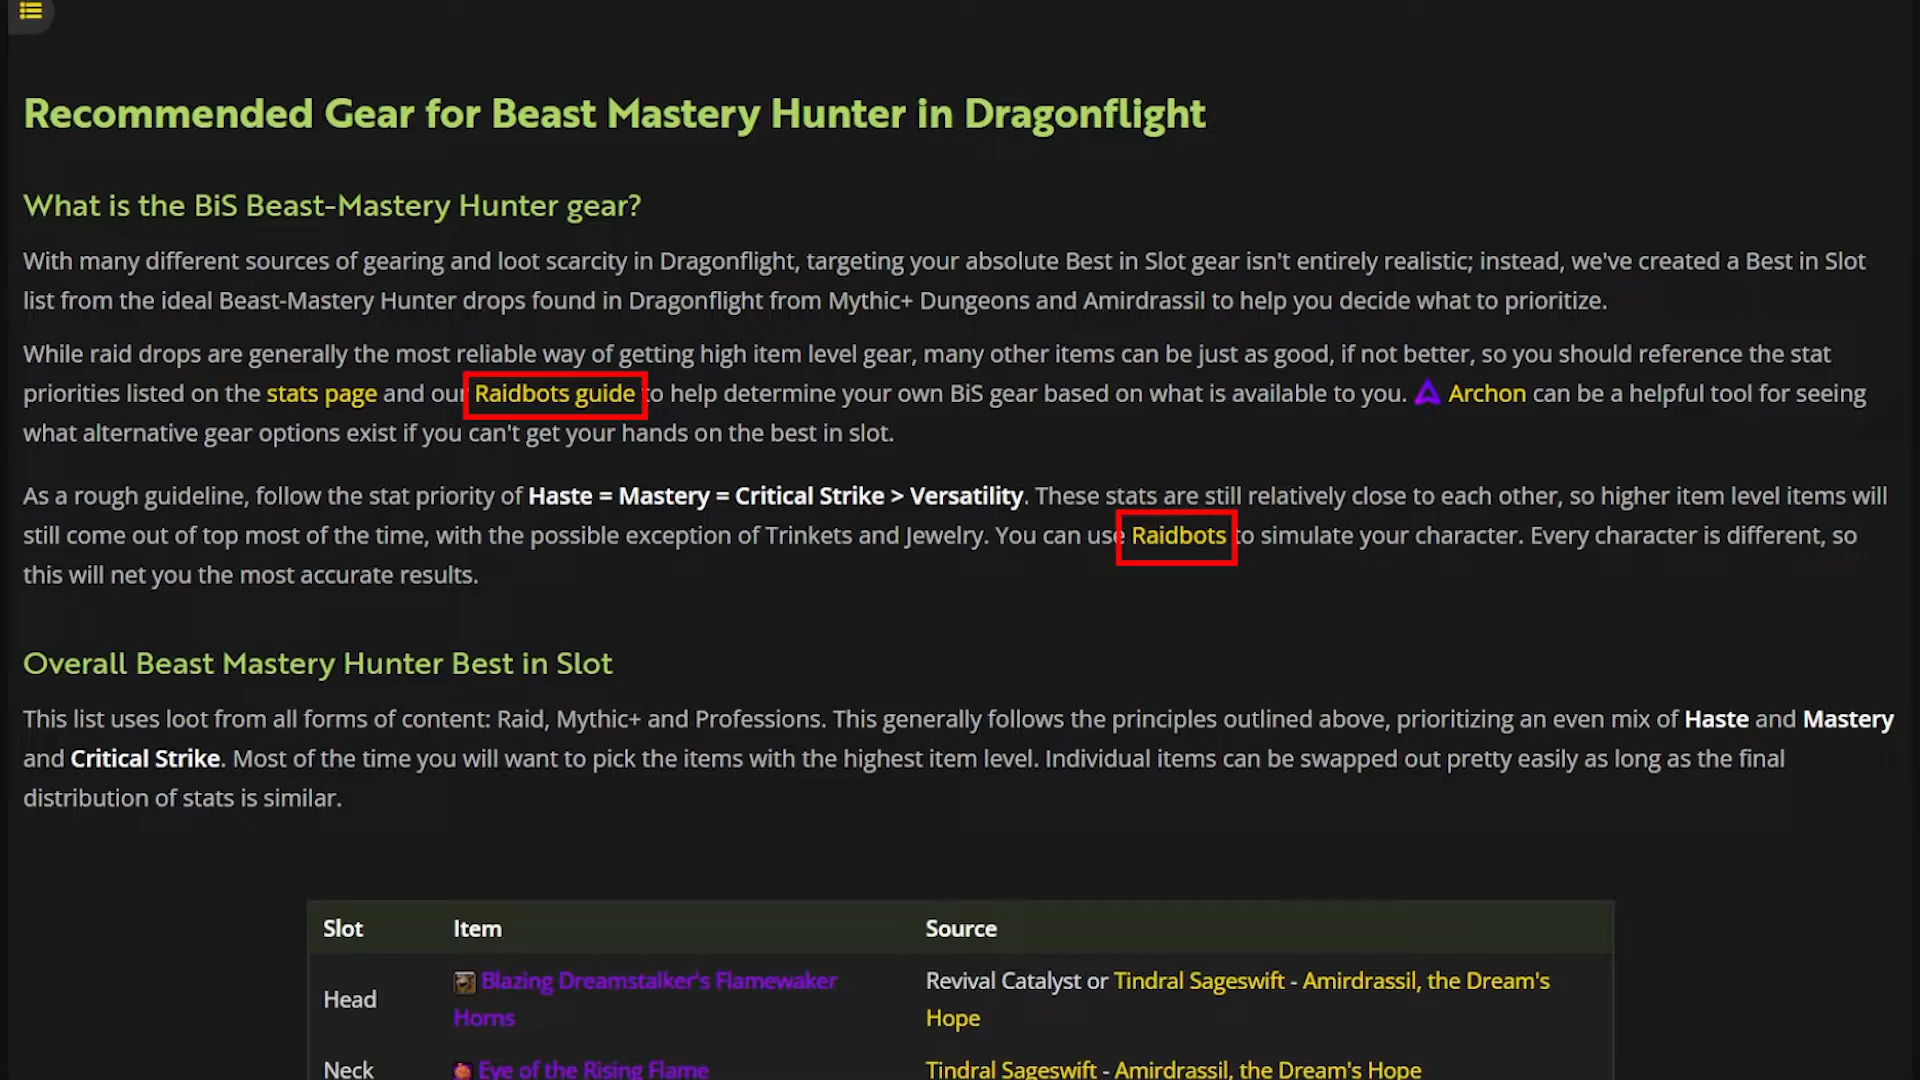 Recommended Gear for Beast Mastery Hunter in Dragonflight
What is the BiS Beast-Mastery Hunter gear?
With many different sources of gearing and loot scarcity in Dragonflight, targeting your absolute Best in Slot gear isn't entirely realistic; instead, we've created a Best in Slot
list from the ideal Beast-Mastery Hunter drops found in Dragonflight from Mythic+ Dungeons and Amirdrassil to help you decide what to prioritize.
While raid drops are generally the most reliable way of getting high item level gear, many other items can be just as good, if not better, so you should reference the stat
priorities listed on the stats page and our Raidbots guide to help determine your own BiS gear based on what is available to you. Archon can be a helpful tool for seeing
what alternative gear options exist if you can't get your hands on the best in slot.
As a rough guideline, follow the stat priority of Haste = Mastery = Critical Strike > Versatility. These stats are still relatively close to each other, so higher item level items will
still come out of top most of the time, with the possible exception of Trinkets and Jewelry. You can use Raidbots to simulate your character. Every character is different, so
this will net you the most accurate results.
Overall Beast Mastery Hunter Best in Slot
This list uses loot from all forms of content: Raid, Mythic+ and Professions. This generally follows the principles outlined above, prioritizing an even mix of Haste and Mastery
and Critical Strike. Most of the time you will want to pick the items with the highest item level. Individual items can be swapped out pretty easily as long as the final
distribution of stats is similar.
Slot Item Source
Head Blazing Dreamstalker's Flamewaker Horns Revival Catalyst or Tindral Sageswift - Amirdrassil, the Dream's Hope
Neck Eye of the Rising Flame Tindral Sageswift - Amirdrassil, the Dream's Hope